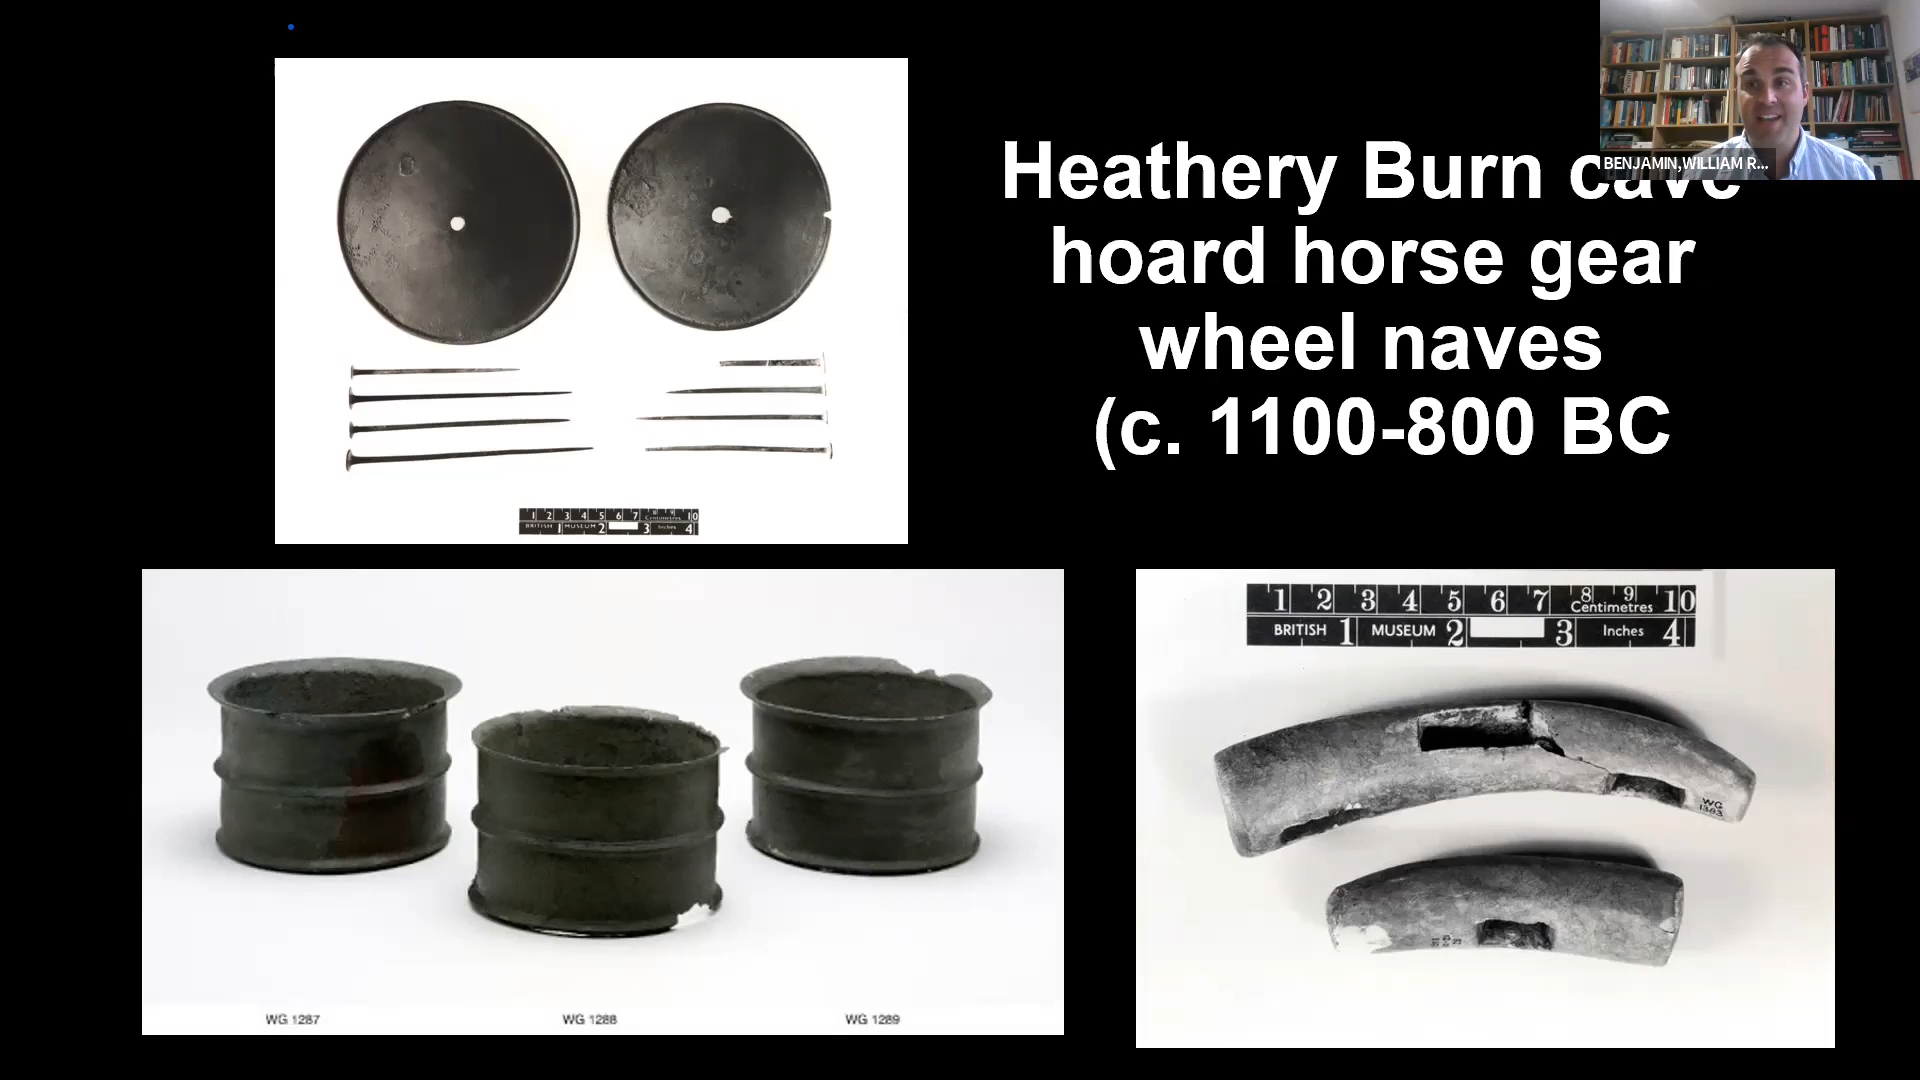 BENJAMIN,WILLIAM R...
Heathery Burn cave
hoard horse gear
wheel naves
(c. 1100-800 BC
1 2 3 4 5 6 7 8 9 10
Centimetres
BRITISH 1 MUSEUM 2 3 Inches 4
1 2 3 4 5 6 7 8 9 10
Centimetres
BRITISH 1 MUSEUM 2 3 Inches 4
WG
1383
WG 1287
WG 1288
WG 1289